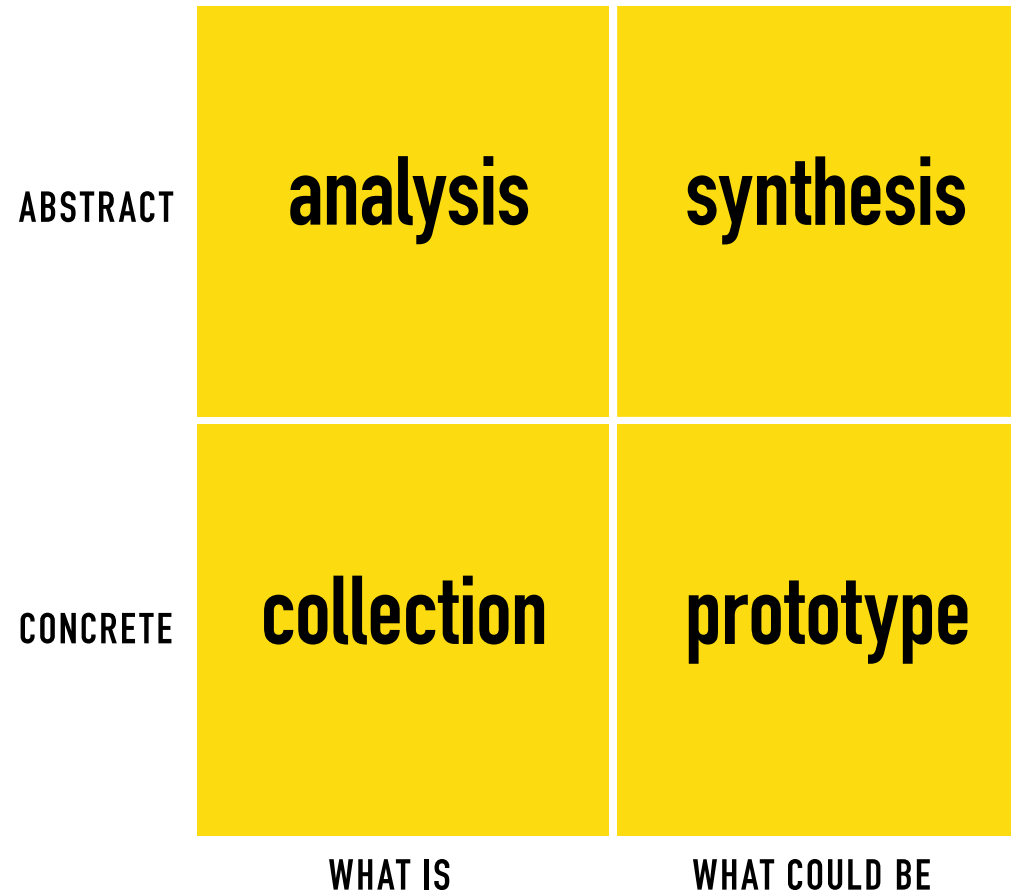 ABSTRACT
analysis
synthesis
CONCRETE
collection
prototype
WHAT IS
WHAT COULD BE